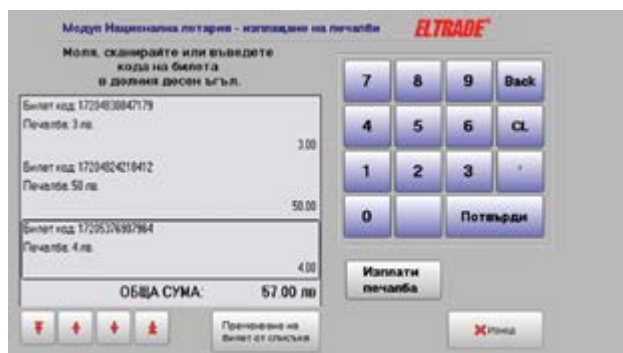 Модул Национална лотария - изплащане на печалби
ELTRADE
Моля, сканирайте или въведете
кода на билета
в долния десен ъгъл.
Билет код: 17204830847179
Печалба: 3 лв.
3.00
Билет код: 17204824218412
Печалба: 50 лв.
50.00
Билет код: 17205376987964
Печалба: 4 лв.
4.00
ОБЩА СУМА: 57.00 лв
7 8 9 Back
4 5 6 CL
1 2 3
0 Потвърди
Изплати
печалба
Премахване на
билет от списъка
Изход